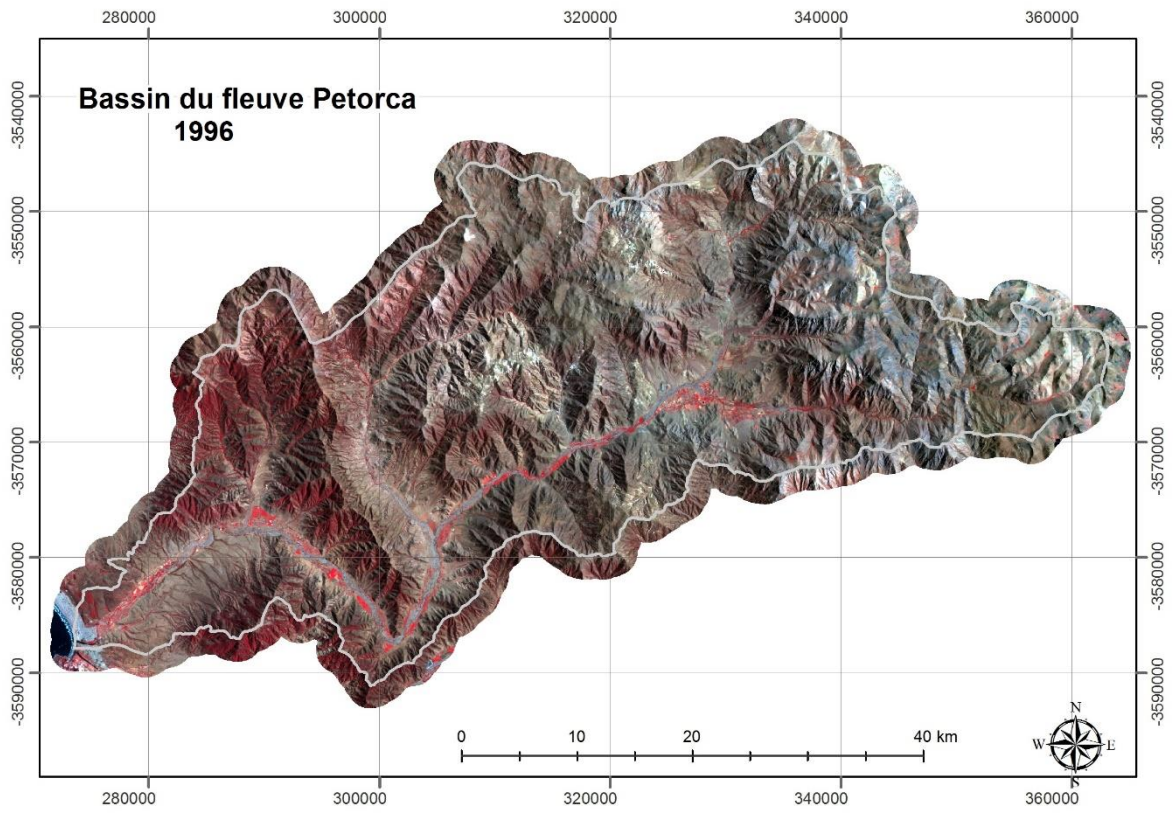 280000 300000 320000 340000 360000
Bassin du fleuve Petorca
1996
-3540000 -3540000
-3550000 -3550000
-3560000 -3560000
-3570000 -3570000
-3580000 -3580000
-3590000 -3590000
0 10 20 40 km
N
W E
S
280000 300000 320000 340000 360000